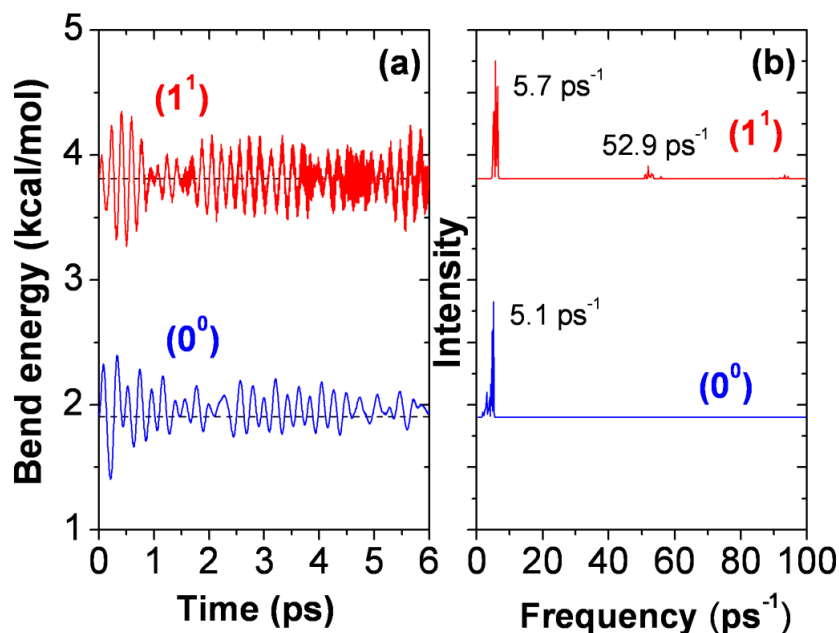 (a)
(1¹)
(0⁰)
Bend energy (kcal/mol)
5
4
3
2
1
0 1 2 3 4 5 6
Time (ps)
(b)
5.7 ps⁻¹
52.9 ps⁻¹
(1¹)
5.1 ps⁻¹
(0⁰)
Intensity
0 20 40 60 80 100
Frequency (ps⁻¹)